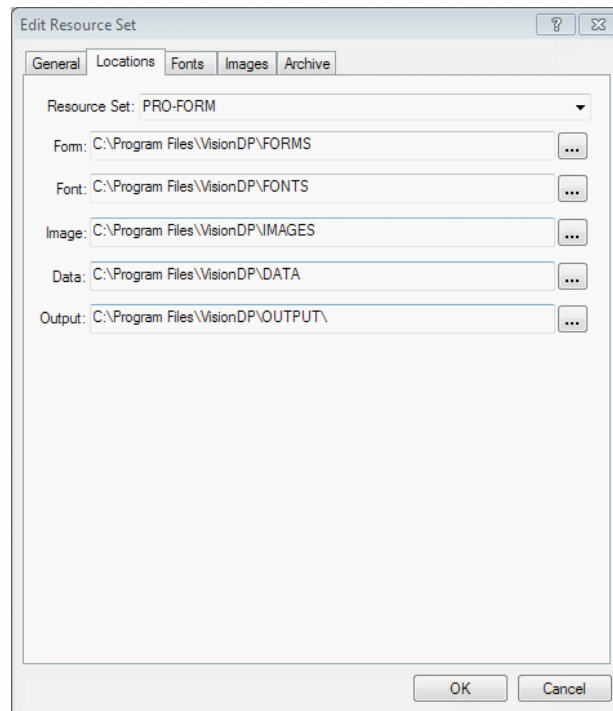 Edit Resource Set
General Locations Fonts Images Archive
Resource Set: PRO-FORM
Form: C:\Program Files\VisionDP\FORMS ...
Font: C:\Program Files\VisionDP\FONTS ...
Image: C:\Program Files\VisionDP\IMAGES ...
Data: C:\Program Files\VisionDP\DATA ...
Output: C:\Program Files\VisionDP\OUTPUT\ ...
OK Cancel